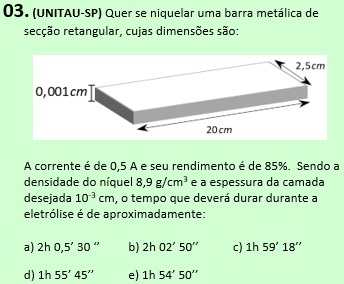 03. (UNITAU-SP) Quer se niquelar uma barra metálica de
secção retangular, cujas dimensões são:
2,5cm
0,001cm
20cm
A corrente é de 0,5 A e seu rendimento é de 85%. Sendo a
densidade do níquel 8,9 g/cm³ e a espessura da camada
desejada 10⁻³ cm, o tempo que deverá durar durante a
eletrólise é de aproximadamente:
a) 2h 0,5’ 30 “ b) 2h 02’ 50’’ c) 1h 59’ 18’’
d) 1h 55’ 45’’ e) 1h 54’ 50’’